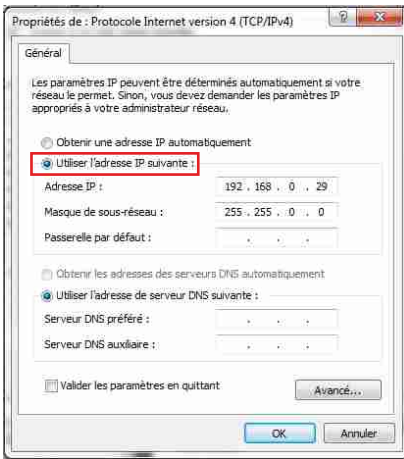 Propriétés de : Protocole Internet version 4 (TCP/IPv4)
Général
Les paramètres IP peuvent être déterminés automatiquement si votre
réseau le permet. Sinon, vous devez demander les paramètres IP
appropriés à votre administrateur réseau.
Obtenir une adresse IP automatiquement
Utiliser l'adresse IP suivante :
Adresse IP : 192 . 168 . 0 . 29
Masque de sous-réseau : 255 . 255 . 0 . 0
Passerelle par défaut : . . .
Obtenir les adresses des serveurs DNS automatiquement
Utiliser l'adresse de serveur DNS suivante :
Serveur DNS préféré : . . .
Serveur DNS auxiliaire : . . .
Valider les paramètres en quittant
Avancé...
OK Annuler